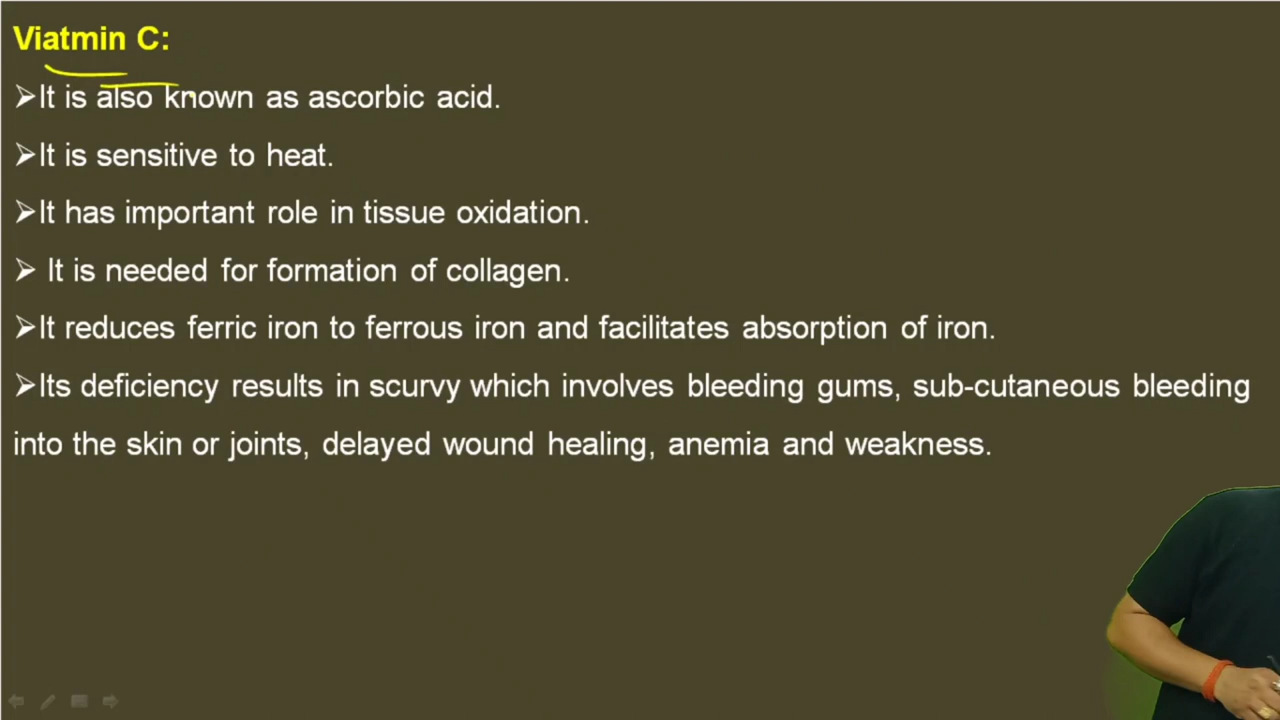 Viatmin C:
➢It is also known as ascorbic acid.
➢It is sensitive to heat.
➢It has important role in tissue oxidation.
➢ It is needed for formation of collagen.
➢It reduces ferric iron to ferrous iron and facilitates absorption of iron.
➢Its deficiency results in scurvy which involves bleeding gums, sub-cutaneous bleeding
into the skin or joints, delayed wound healing, anemia and weakness.